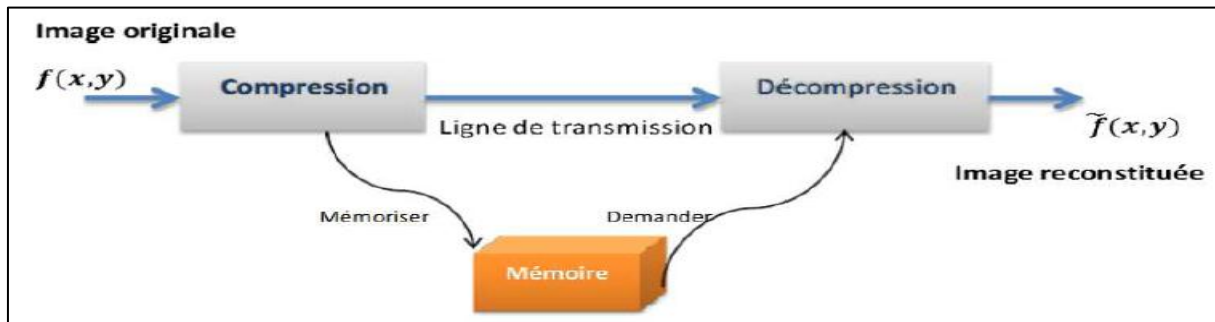 Image originale
f(x,y)
Compression
Décompression
Ligne de transmission
f̃(x,y)
Image reconstituée
Mémoriser
Demander
Mémoire